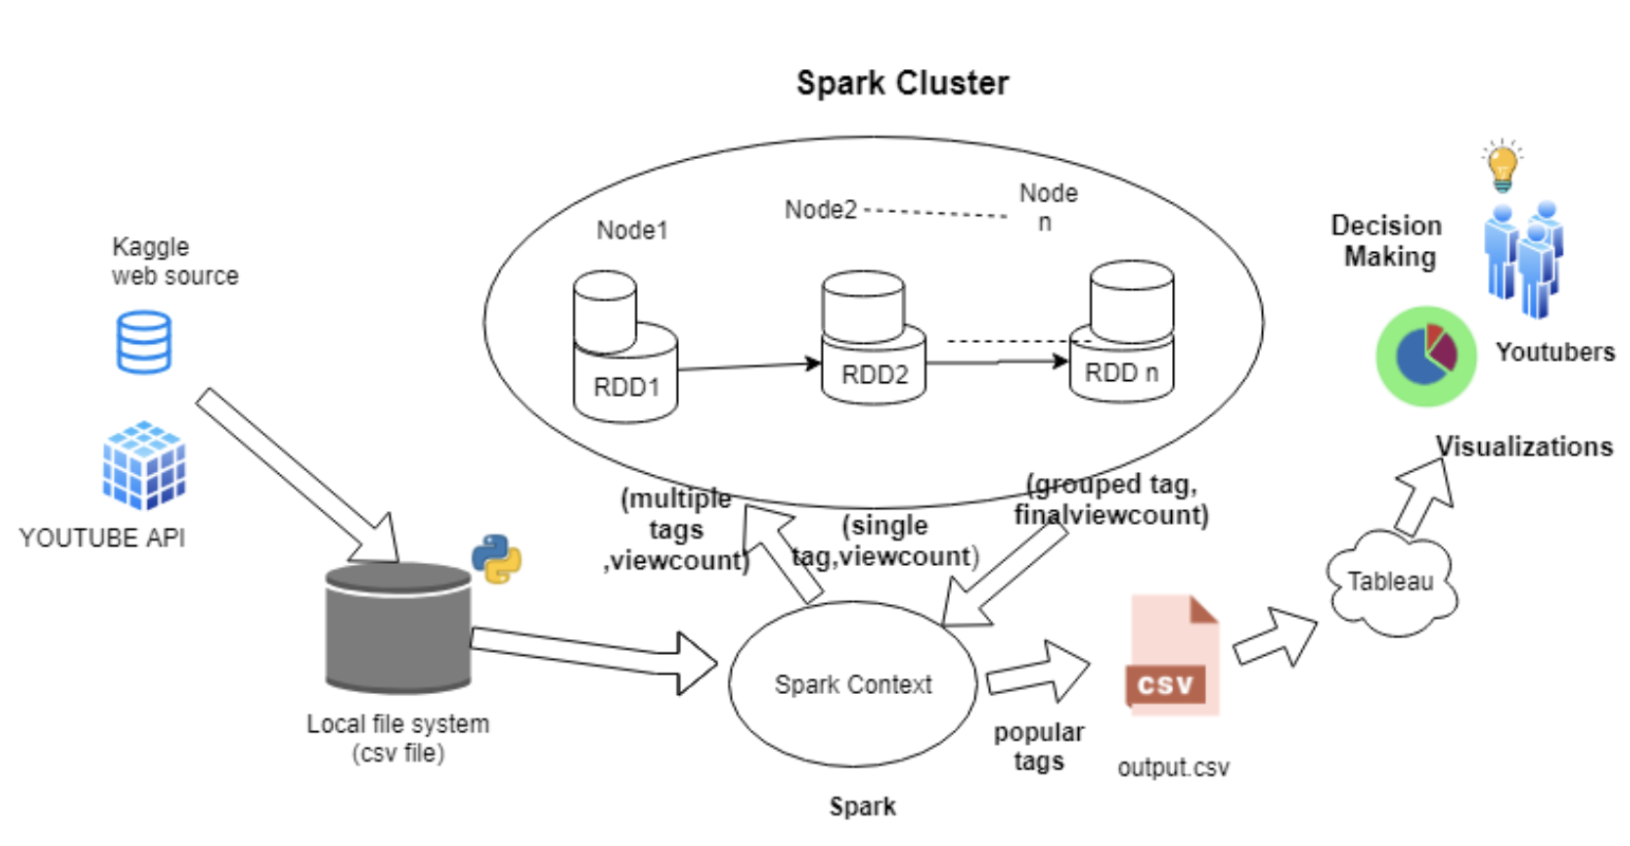 Spark Cluster
Node1
Node2
Node
n
Kaggle
web source
YOUTUBE API
RDD1
RDD2
RDD n
Decision
Making
Youtubers
Visualizations
(multiple
tags
,viewcount)
(single
tag,viewcount)
(grouped tag,
finalviewcount)
Local file system
(csv file)
Spark Context
Spark
popular
tags
CSV
output.csv
Tableau